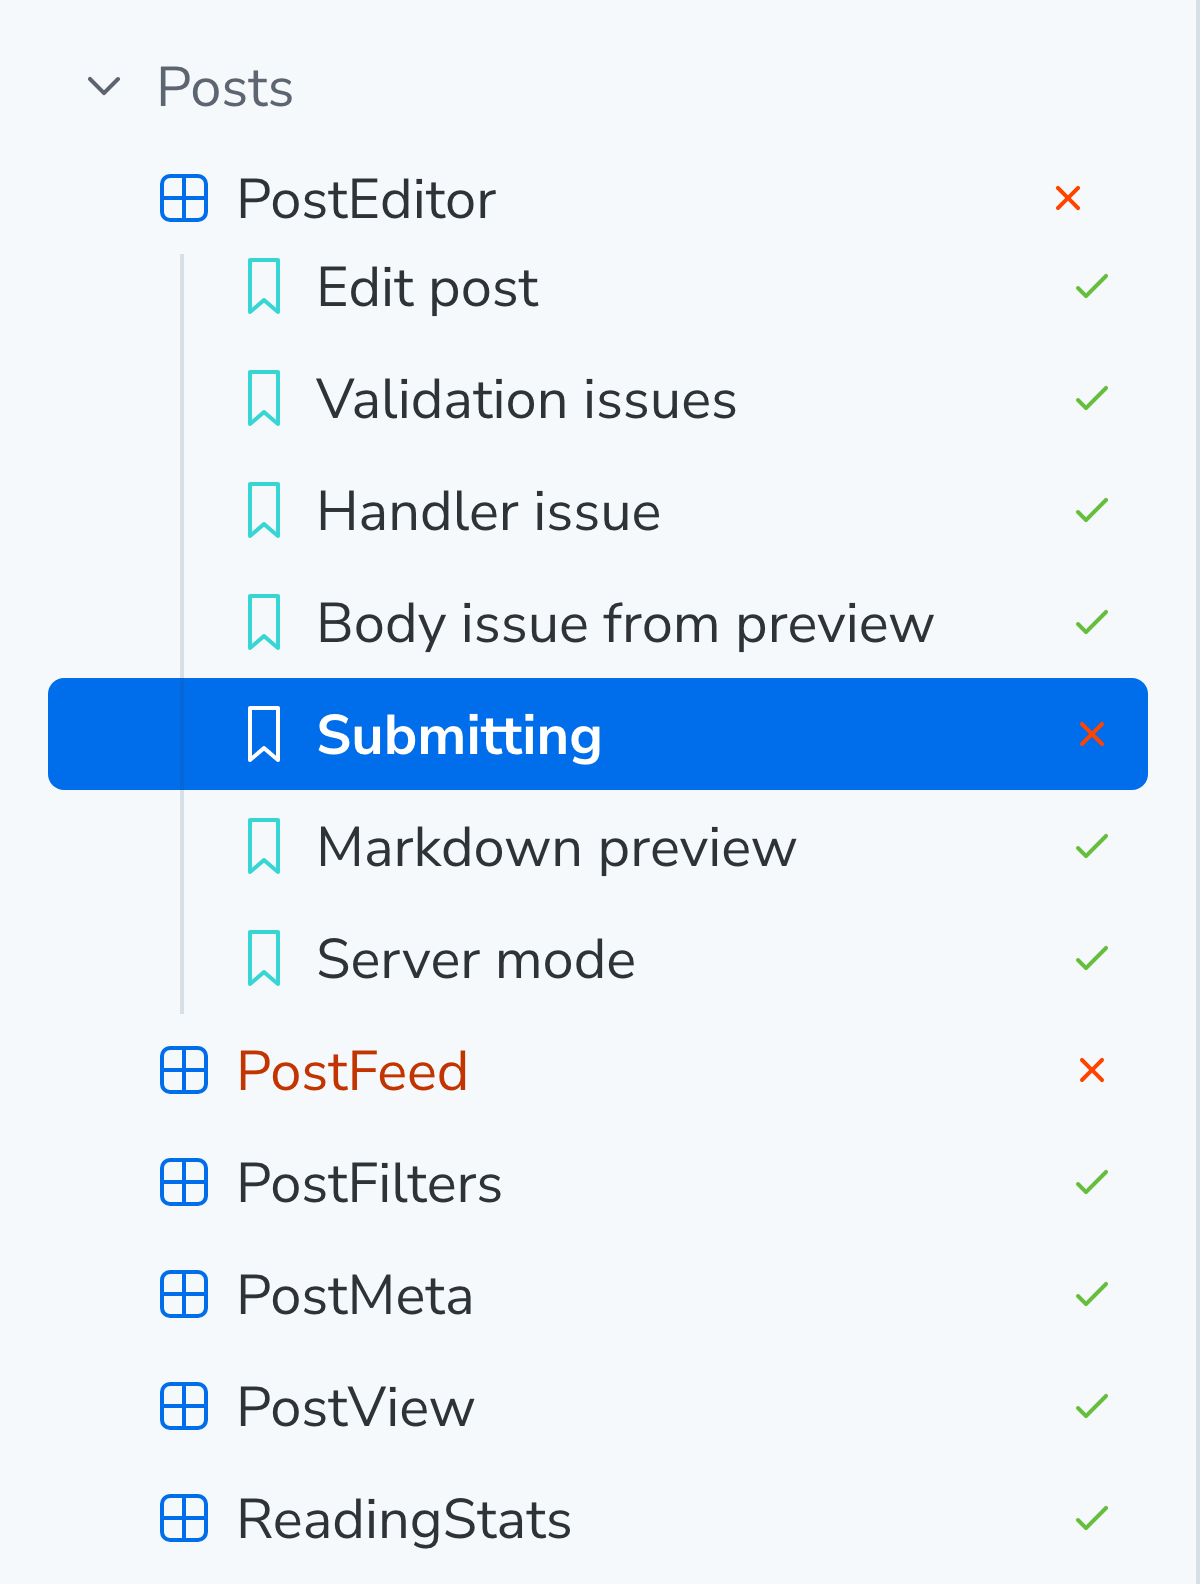 Posts
PostEditor
Edit post
Validation issues
Handler issue
Body issue from preview
Submitting
Markdown preview
Server mode
PostFeed
PostFilters
PostMeta
PostView
ReadingStats